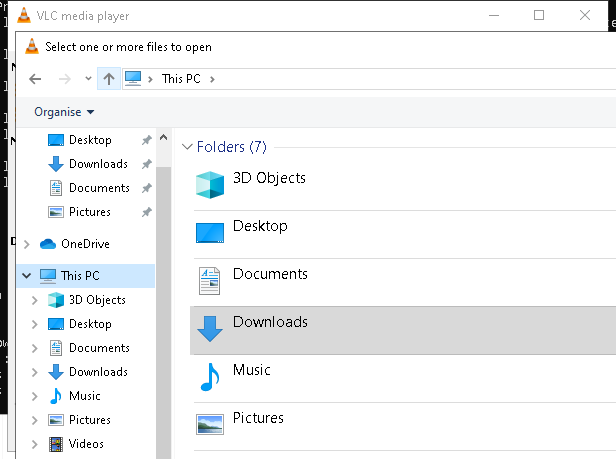 VLC media player
Select one or more files to open
This PC
Organise
Desktop
Downloads
Documents
Pictures
OneDrive
This PC
3D Objects
Desktop
Documents
Downloads
Music
Pictures
Videos
Folders (7)
3D Objects
Desktop
Documents
Downloads
Music
Pictures